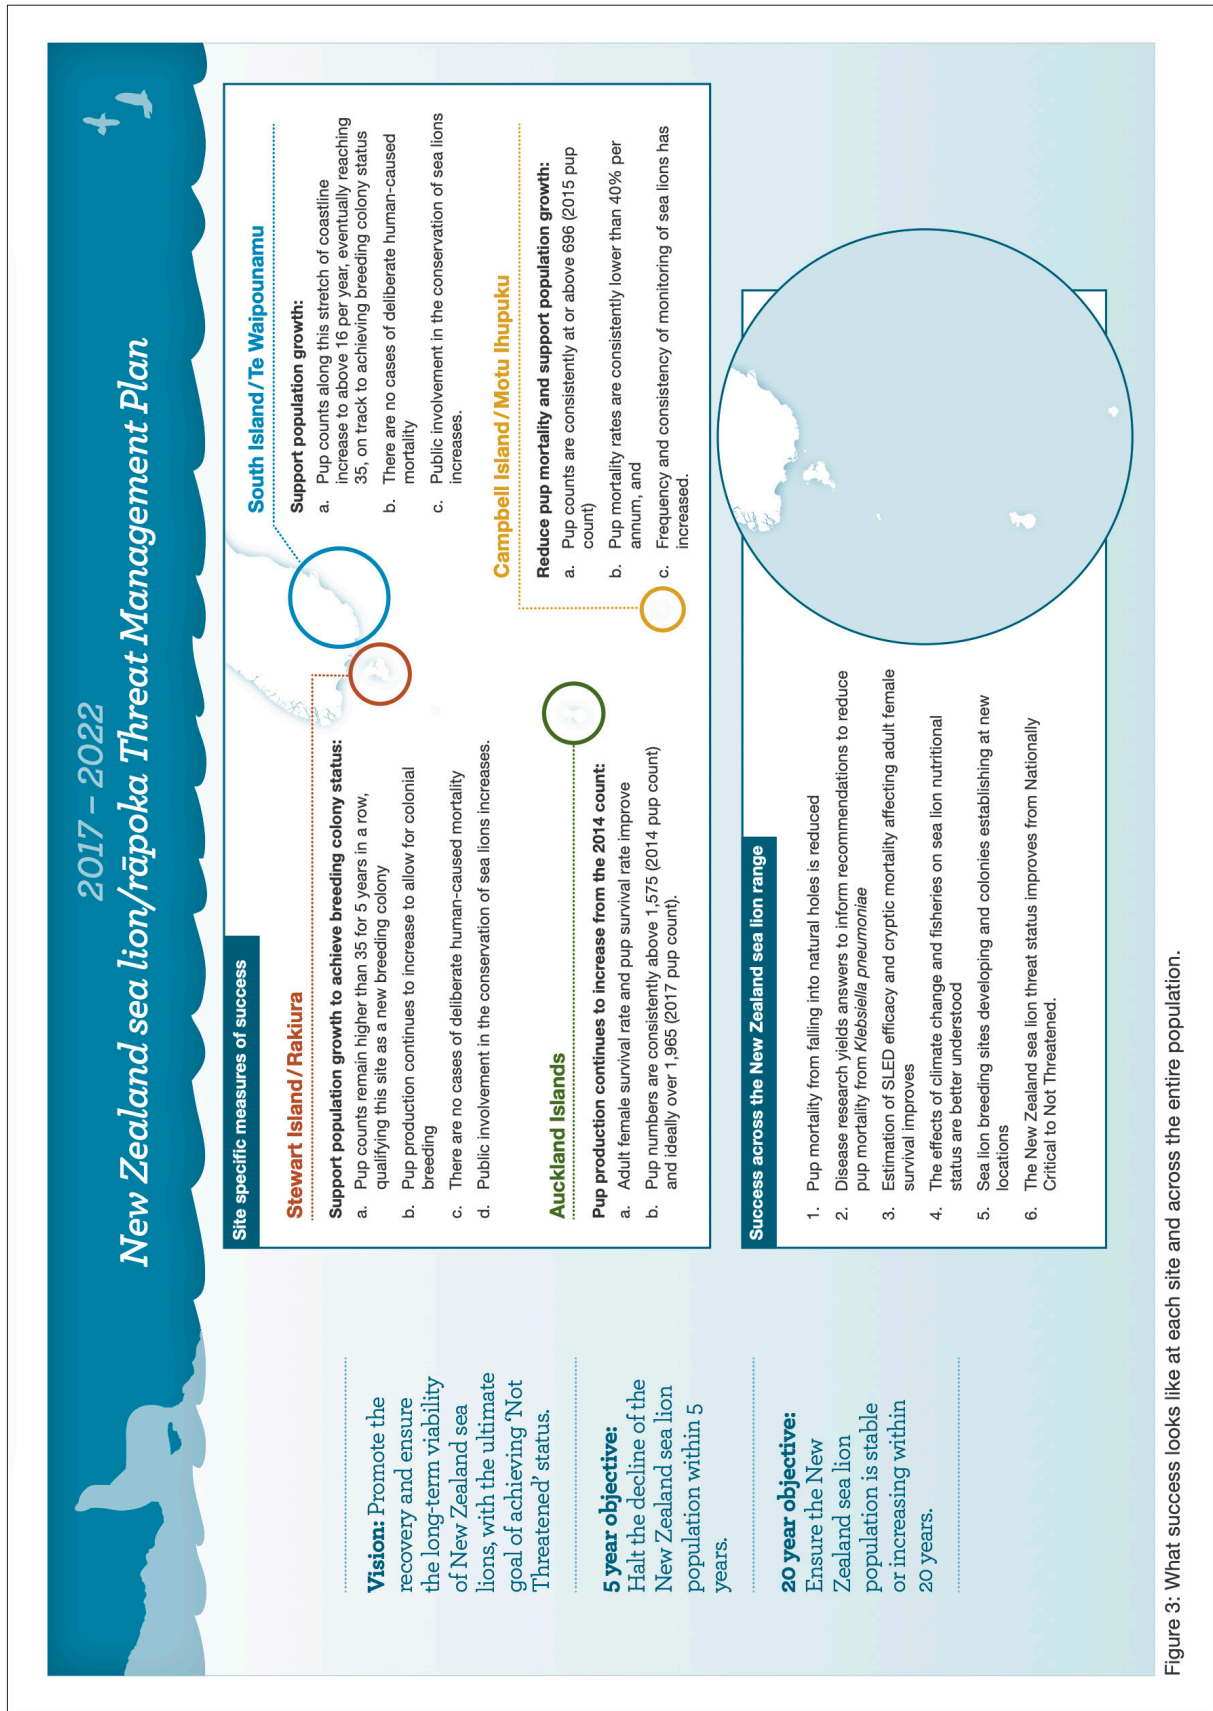 2017 – 2022
New Zealand sea lion/rāpoka Threat Management Plan
Vision: Promote the
recovery and ensure
the long-term viability
of New Zealand sea
lions, with the ultimate
goal of achieving ‘Not
Threatened’ status.
5 year objective:
Halt the decline of the
New Zealand sea lion
population within 5
years.
20 year objective:
Ensure the New
Zealand sea lion
population is stable
or increasing within
20 years.
Site specific measures of success
Stewart Island/Rakiura
Support population growth to achieve breeding colony status:
a. Pup counts remain higher than 35 for 5 years in a row,
qualifying this site as a new breeding colony
b. Pup production continues to increase to allow for colonial
breeding
c. There are no cases of deliberate human-caused mortality
d. Public involvement in the conservation of sea lions increases.
Auckland Islands
Pup production continues to increase from the 2014 count:
a. Adult female survival rate and pup survival rate improve
b. Pup numbers are consistently above 1,575 (2014 pup count)
and ideally over 1,965 (2017 pup count).
South Island/Te Waipounamu
Support population growth:
a. Pup counts along this stretch of coastline
increase to above 16 per year, eventually reaching
35, on track to achieving breeding colony status
b. There are no cases of deliberate human-caused
mortality
c. Public involvement in the conservation of sea lions
increases.
Campbell Island/Motu Ihupuku
Reduce pup mortality and support population growth:
a. Pup counts are consistently at or above 696 (2015 pup
count)
b. Pup mortality rates are consistently lower than 40% per
annum, and
c. Frequency and consistency of monitoring of sea lions has
increased.
Success across the New Zealand sea lion range
1. Pup mortality from falling into natural holes is reduced
2. Disease research yields answers to inform recommendations to reduce
pup mortality from Klebsiella pneumoniae
3. Estimation of SLED efficacy and cryptic mortality affecting adult female
survival improves
4. The effects of climate change and fisheries on sea lion nutritional
status are better understood
5. Sea lion breeding sites developing and colonies establishing at new
locations
6. The New Zealand sea lion threat status improves from Nationally
Critical to Not Threatened.
Figure 3: What success looks like at each site and across the entire population.